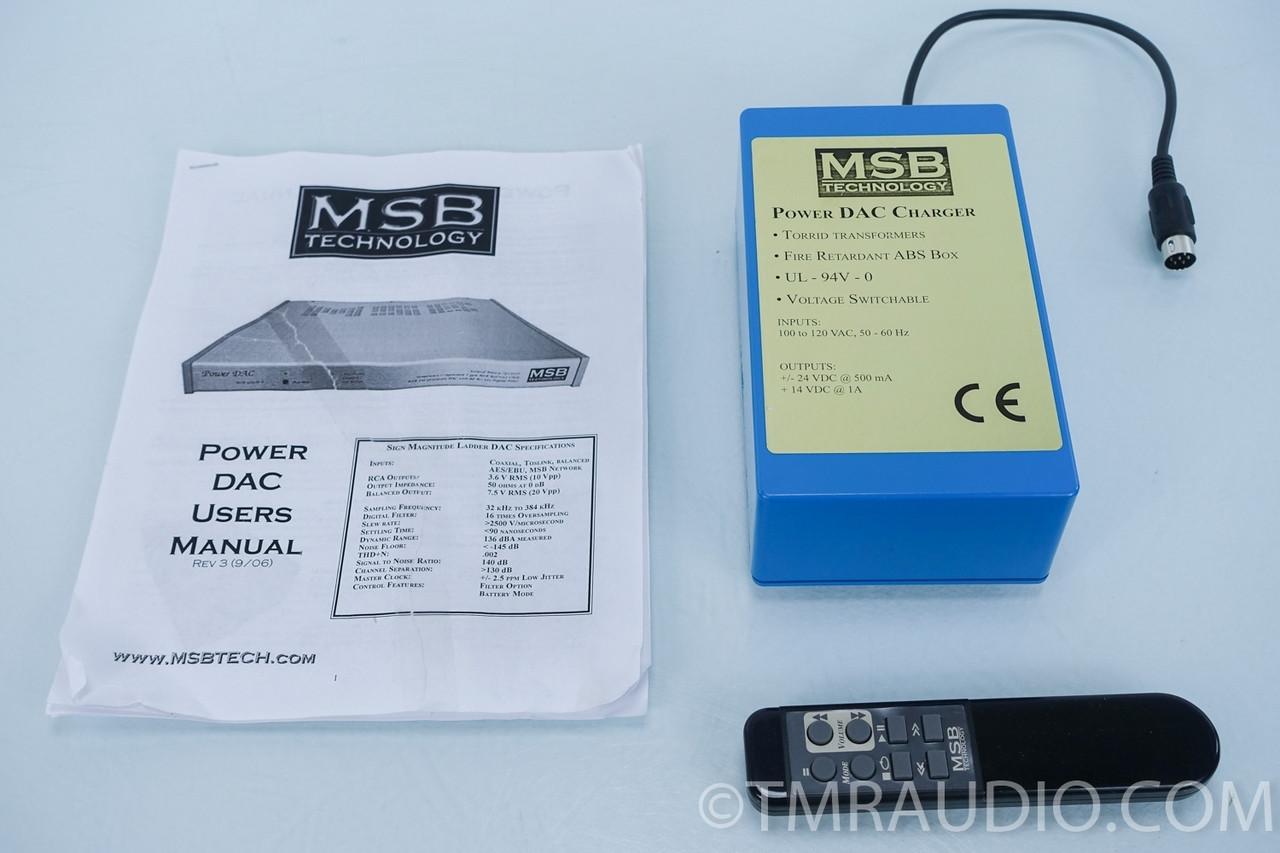 MSB
TECHNOLOGY
Power DAC
MSB
TECHNOLOGY
POWER
DAC
USERS
MANUAL
REV 3 (9/06)
SIGN MAGNITUDE LADDER DAC SPECIFICATIONS
INPUTS: COAXIAL, TOSLINK, BALANCED
AES/EBU, MSB NETWORK
RCA OUTPUTS: 3.6 V RMS (10 Vpp)
OUTPUT IMPEDANCE: 50 OHMS AT 0 dB
BALANCED OUTPUT: 7.5 V RMS (20 Vpp)
SAMPLING FREQUENCY: 32 KHZ TO 384 KHZ
DIGITAL FILTER: 16 TIMES OVERSAMPLING
SLEW RATE: >2500 V/MICROSECOND
SETTLING TIME: <90 NANOSECONDS
DYNAMIC RANGE: 136 dBA MEASURED
NOISE FLOOR: < -145 dB
THD+N: .002
SIGNAL TO NOISE RATIO: 140 dB
CHANNEL SEPARATION: >130 dB
MASTER CLOCK: +/- 2.5 PPM LOW JITTER
CONTROL FEATURES: FILTER OPTION
BATTERY MODE
WWW.MSBTECH.COM
1
MSB
TECHNOLOGY
POWER DAC CHARGER
• TORRID TRANSFORMERS
• FIRE RETARDANT ABS BOX
• UL - 94V - 0
• VOLTAGE SWITCHABLE
INPUTS:
100 to 120 VAC, 50 - 60 Hz
OUTPUTS:
+/- 24 VDC @ 500 mA
+ 14 VDC @ 1A
CE
VOLUME
MODE
MSB
TECHNOLOGY
©TMRAUDIO.COM